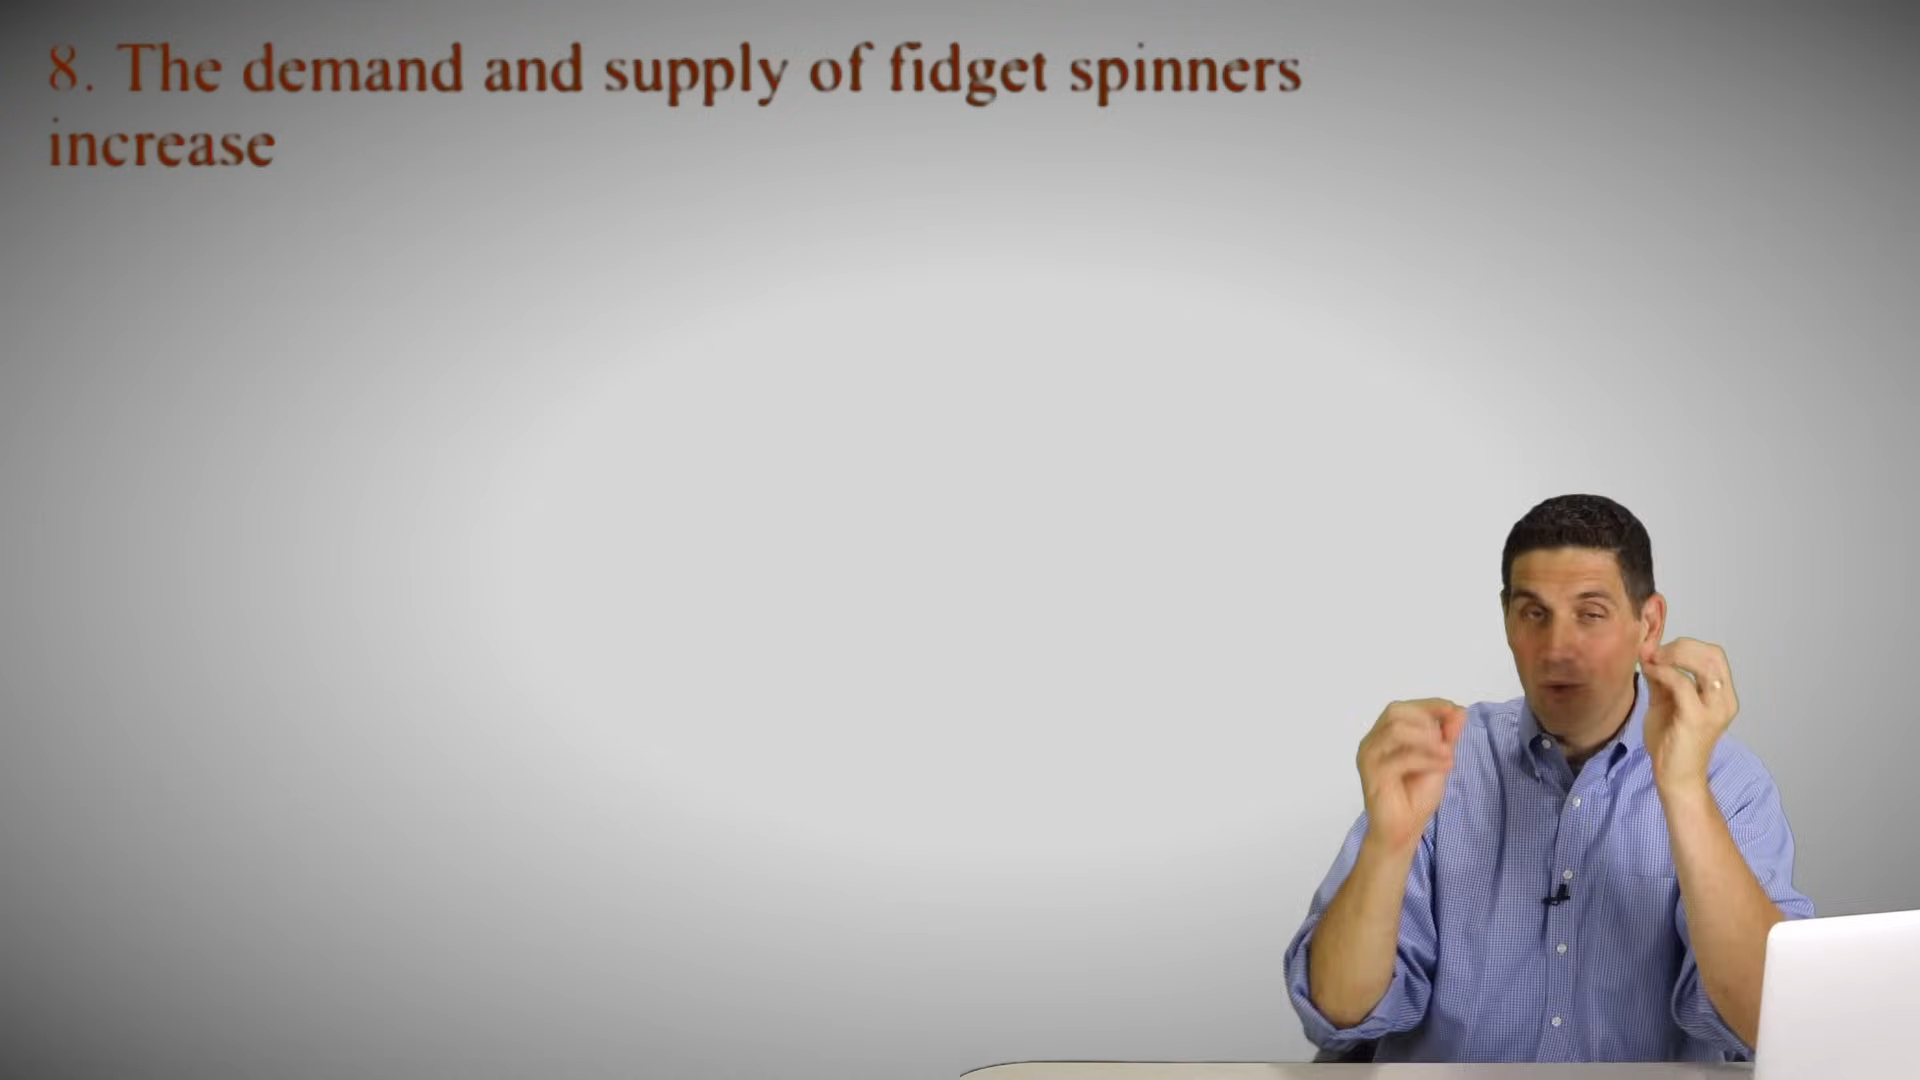 8. The demand and supply of fidget spinners
increase